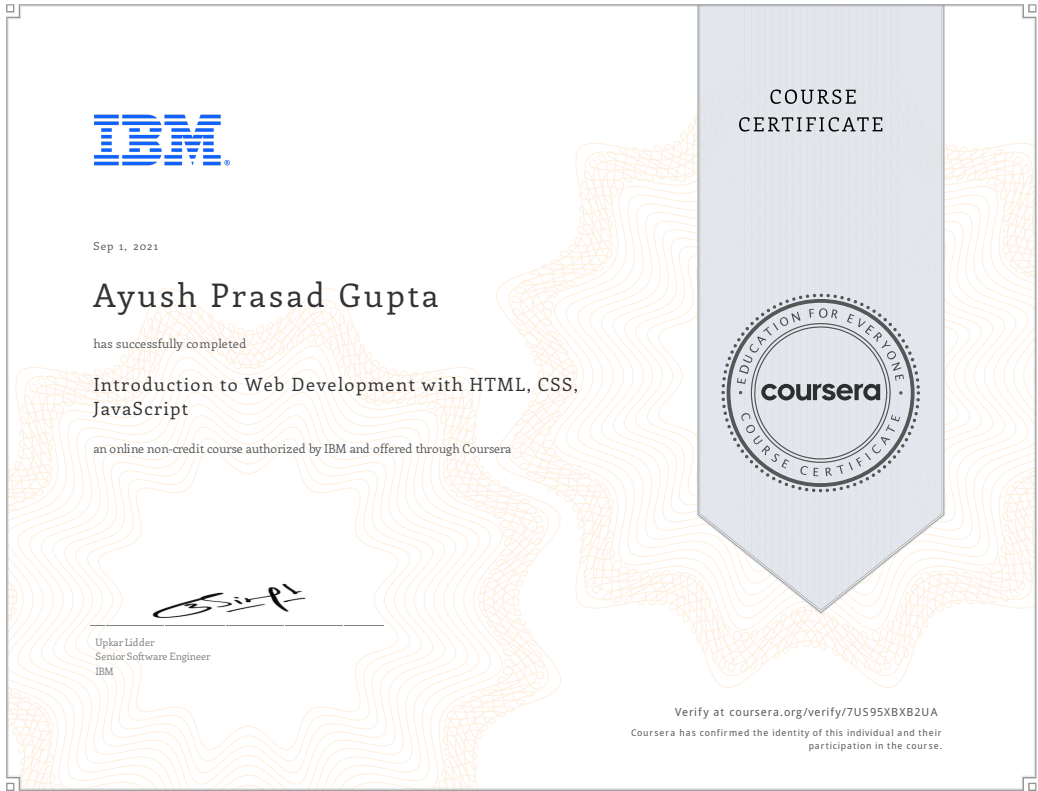 IBM®
COURSE
CERTIFICATE
Sep 1, 2021
Ayush Prasad Gupta
has successfully completed
Introduction to Web Development with HTML, CSS,
JavaScript
an online non-credit course authorized by IBM and offered through Coursera
EDUCATION FOR EVERYONE
coursera
COURSE CERTIFICATE
Upkar Lidder
Senior Software Engineer
IBM
Verify at coursera.org/verify/7US95XBXB2UA
Coursera has confirmed the identity of this individual and their
participation in the course.